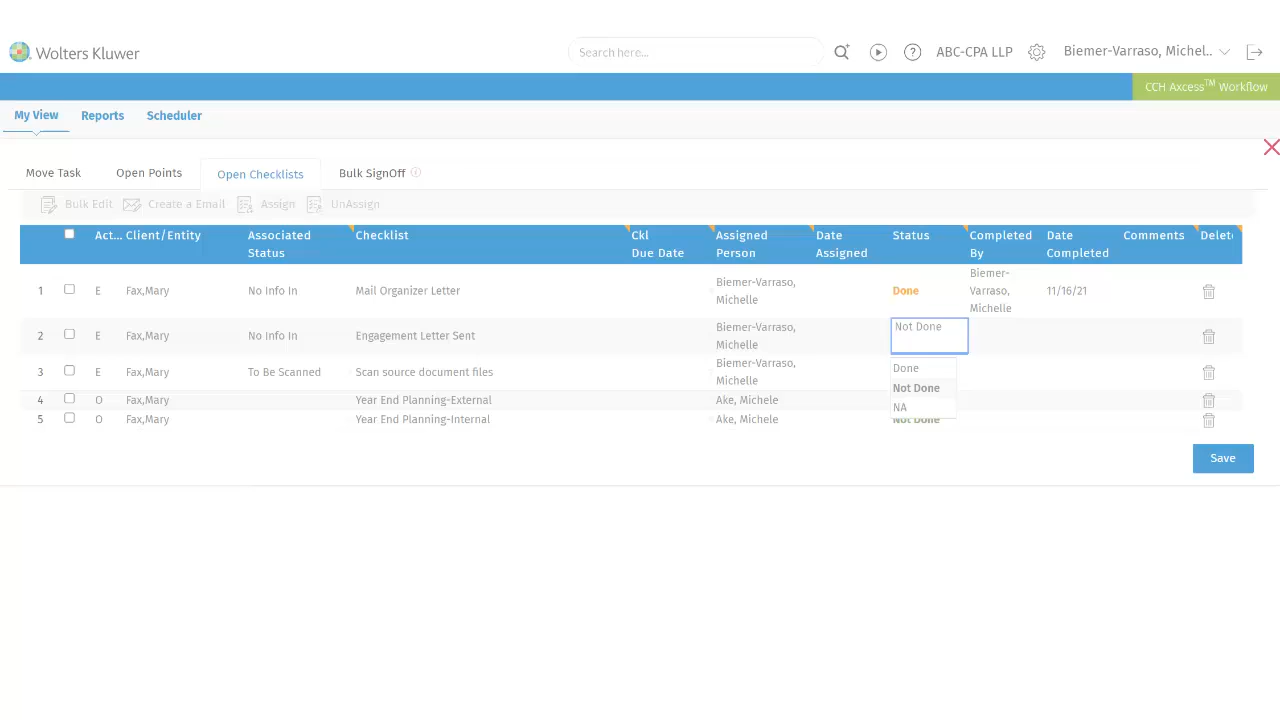 Wolters Kluwer
Search here...
ABC-CPA LLP
Biemer-Varraso, Michel..
CCH Axcess™ Workflow
My View Reports Scheduler
Move Task Open Points Open Checklists Bulk SignOff
Bulk Edit Create a Email Assign UnAssign
Act... Client/Entity Associated Status Checklist Ckl Due Date Assigned Person Date Assigned Status Completed By Date Completed Comments Delet
1 E Fax,Mary No Info In Mail Organizer Letter Biemer-Varraso, Michelle Done Biemer-Varraso, Michelle 11/16/21
2 E Fax,Mary No Info In Engagement Letter Sent Biemer-Varraso, Michelle Not Done
3 E Fax,Mary To Be Scanned Scan source document files Biemer-Varraso, Michelle
Done
Not Done
NA
4 O Fax,Mary Year End Planning-External Ake, Michele
5 O Fax,Mary Year End Planning-Internal Ake, Michele Not Done
Save